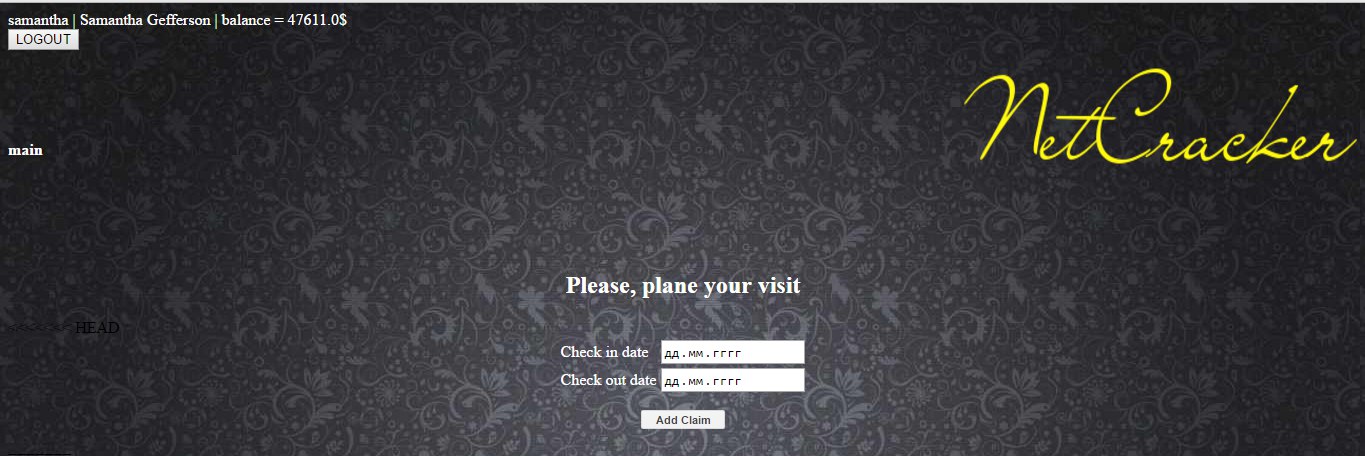 samantha | Samantha Gefferson | balance = 47611.0$
LOGOUT
NetCracker
main
Please, plane your visit
<<<<<<< HEAD
Check in date дд.мм.гггг
Check out date дд.мм.гггг
Add Claim